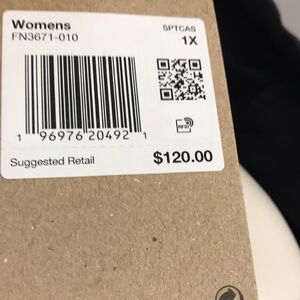 Womens
SPTCAS
FN3671-010
1X
1 96976 20492 1
RFID
Suggested Retail
$120.00